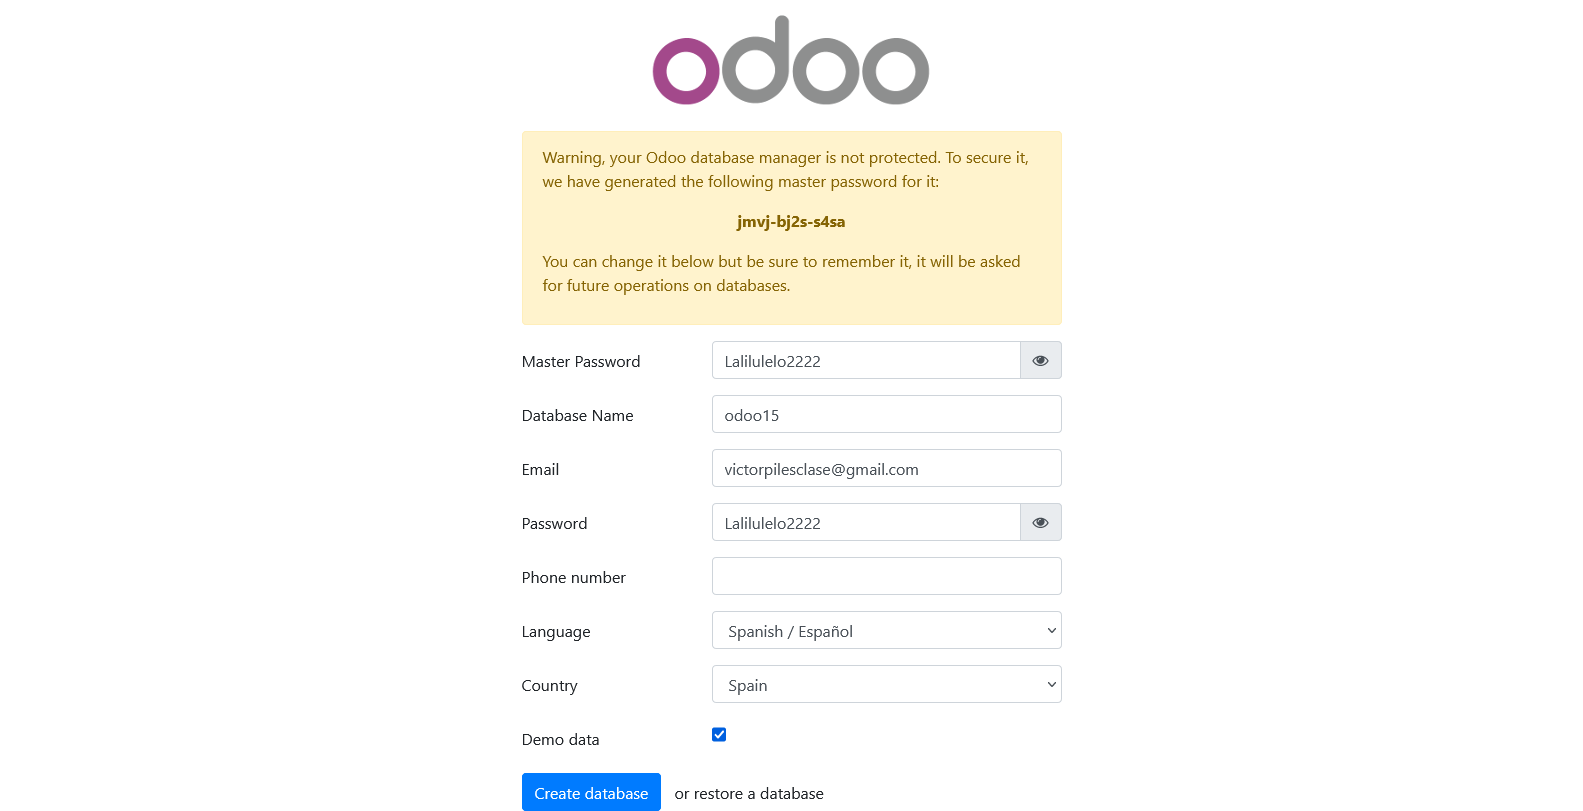 odoo
Warning, your Odoo database manager is not protected. To secure it,
we have generated the following master password for it:
jmvj-bj2s-s4sa
You can change it below but be sure to remember it, it will be asked
for future operations on databases.
Master Password Lalilulelo2222
Database Name odoo15
Email victorpilesclase@gmail.com
Password Lalilulelo2222
Phone number
Language Spanish / Español
Country Spain
Demo data
Create database or restore a database